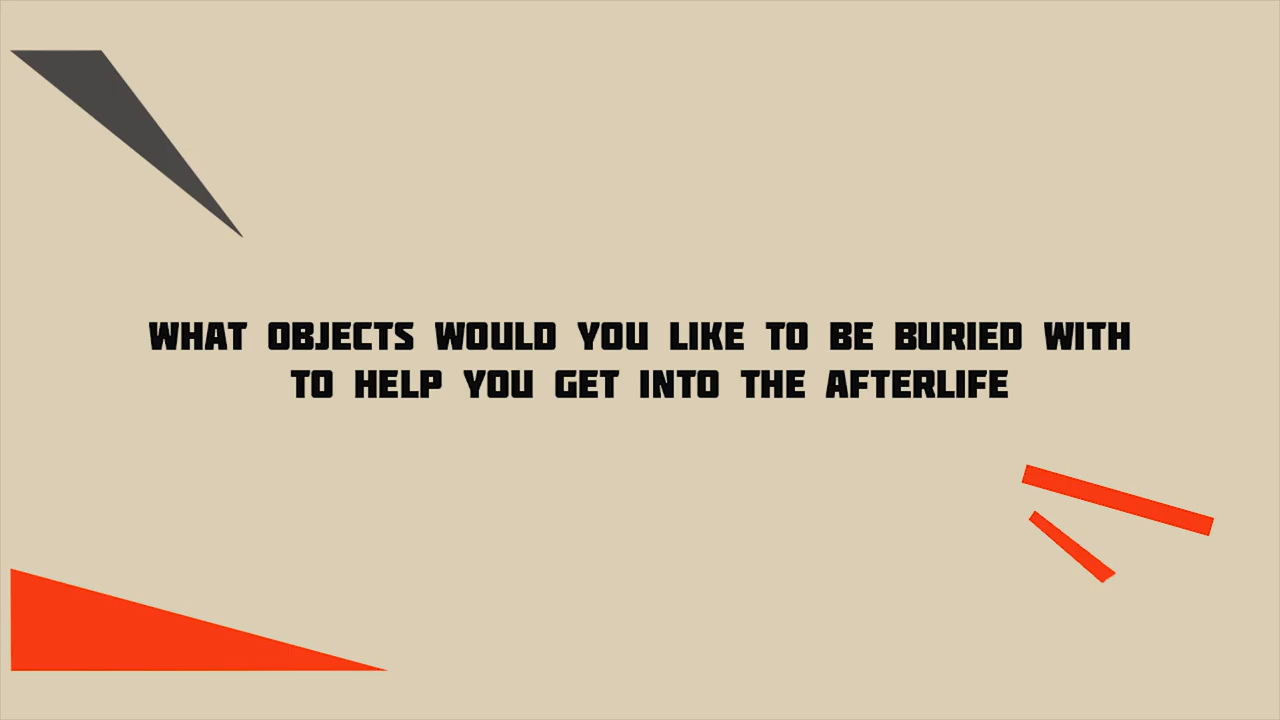 WHAT OBJECTS WOULD YOU LIKE TO BE BURIED WITH
TO HELP YOU GET INTO THE AFTERLIFE